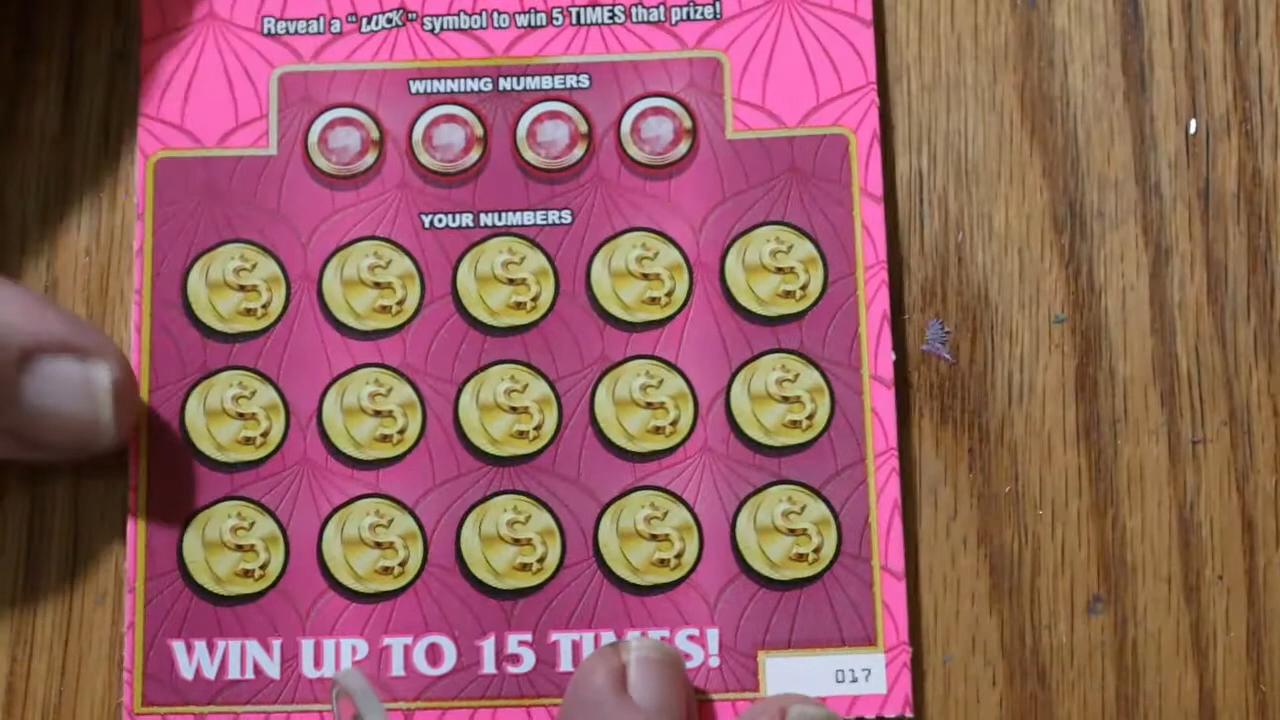 Reveal a "LUCK" symbol to win 5 TIMES that prize!
WINNING NUMBERS
YOUR NUMBERS
WIN UP TO 15 TIMES!
017